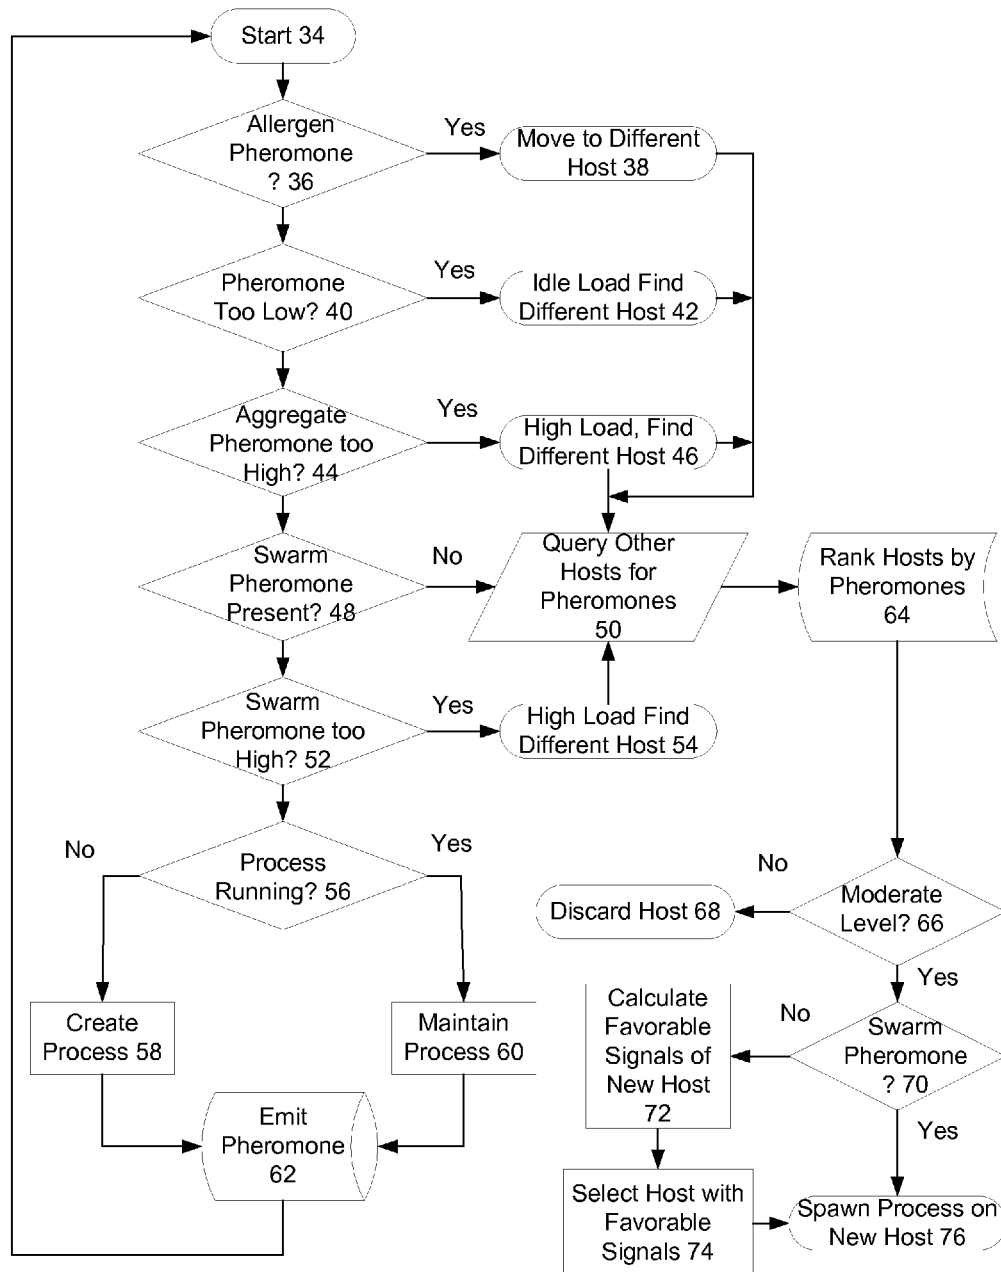 Start 34
Allergen
Pheromone
? 36
Yes
Move to Different
Host 38
Pheromone
Too Low? 40
Yes
Idle Load Find
Different Host 42
Aggregate
Pheromone too
High? 44
Yes
High Load, Find
Different Host 46
Swarm
Pheromone
Present? 48
No
Query Other
Hosts for
Pheromones
50
Rank Hosts by
Pheromones
64
Swarm
Pheromone too
High? 52
Yes
High Load Find
Different Host 54
No
Process
Running? 56
Yes
No
Moderate
Level? 66
Discard Host 68
Yes
Create
Process 58
Maintain
Process 60
Calculate
Favorable
Signals of
New Host
72
No
Swarm
Pheromone
? 70
Yes
Emit
Pheromone
62
Select Host with
Favorable
Signals 74
Spawn Process on
New Host 76